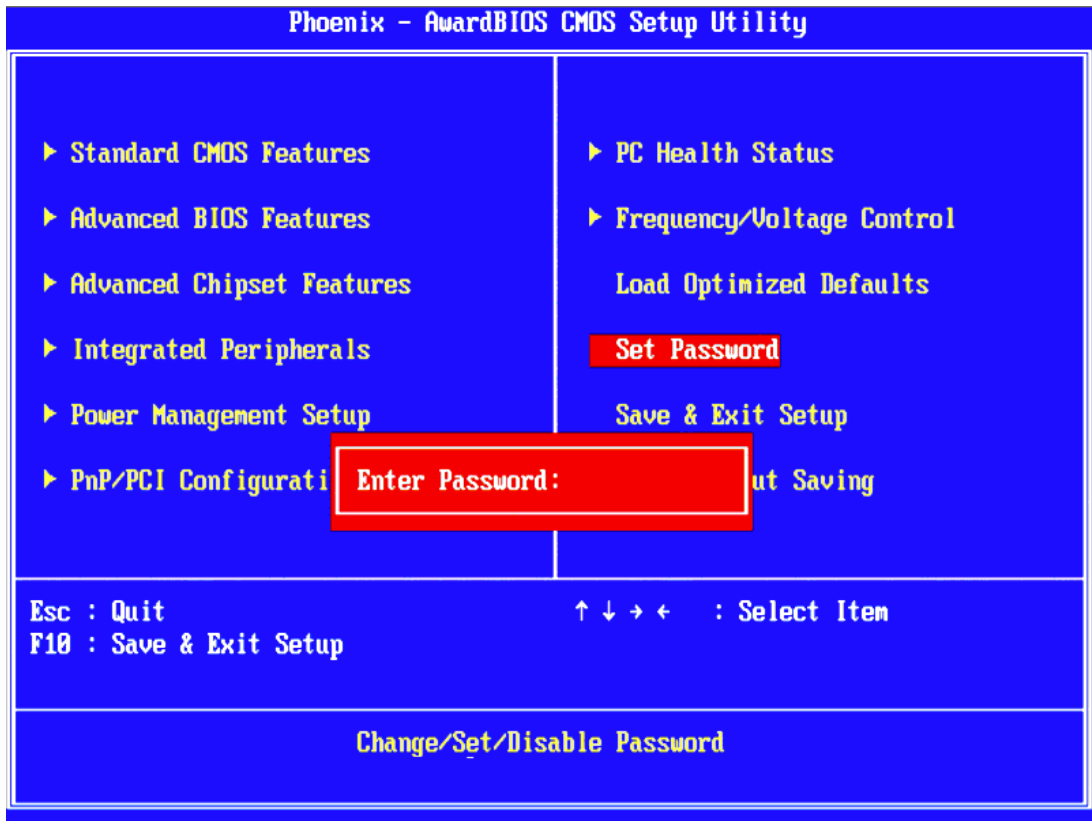 Phoenix - AwardBIOS CMOS Setup Utility
▶ Standard CMOS Features
▶ Advanced BIOS Features
▶ Advanced Chipset Features
▶ Integrated Peripherals
▶ Power Management Setup
▶ PnP/PCI Configurati
▶ PC Health Status
▶ Frequency/Voltage Control
Load Optimized Defaults
Set Password
Save & Exit Setup
ut Saving
Enter Password:
Esc : Quit
F10 : Save & Exit Setup
↑ ↓ → ← : Select Item
Change/Set/Disable Password